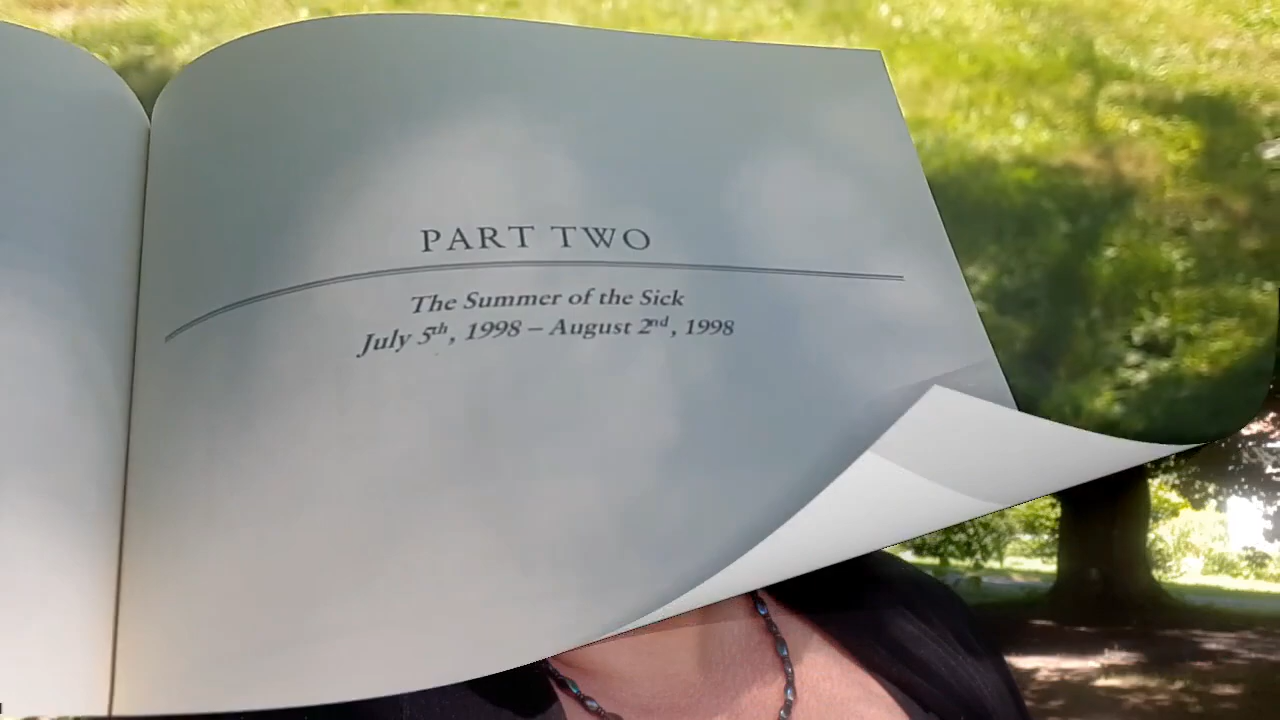 PART TWO
The Summer of the Sick
July 5th, 1998 – August 2nd, 1998